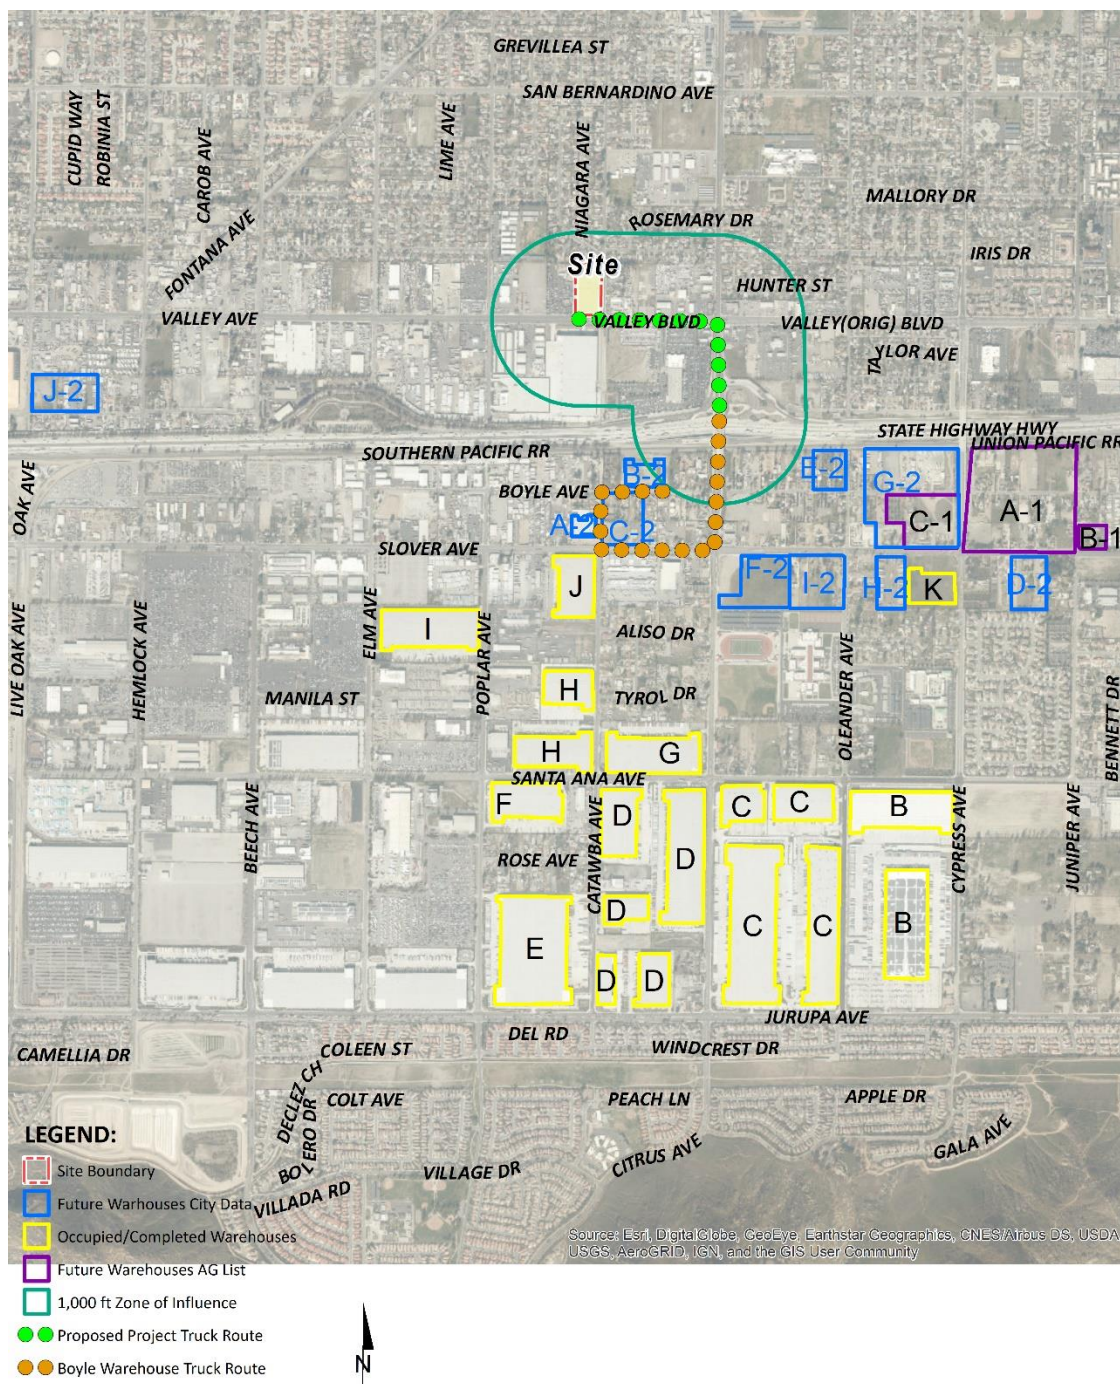 GREVILLEA ST
SAN BERNARDINO AVE
CUPID WAY
ROBINIA ST
CAROB AVE
LIME AVE
NIAGARA AVE
MALLORY DR
ROSEMARY DR
FONTANA AVE
IRIS DR
Site
HUNTER ST
VALLEY AVE
VALLEY BLVD
VALLEY(ORIG) BLVD
TAYLOR AVE
J-2
STATE HIGHWAY HWY
UNION PACIFIC RR
SOUTHERN PACIFIC RR
OAK AVE
B-2
E-2
G-2
BOYLE AVE
A-2
C-2
C-1
A-1
B-1
SLOVER AVE
J
F-2
I-2
H-2
K
D-2
LIVE OAK AVE
HEMLOCK AVE
ELM AVE
I
POPLAR AVE
ALISO DR
OLEANDER AVE
MANILA ST
H
TYROL DR
BENNETT DR
H
G
SANTA ANA AVE
F
D
C
C
B
BEECH AVE
ROSE AVE
CATAWBA AVE
D
CYPRESS AVE
JUNIPER AVE
D
E
C
C
B
D
D
JURUPA AVE
DEL RD
CAMELLIA DR
COLEEN ST
WINDCREST DR
DECLEZ CH
COLT AVE
PEACH LN
APPLE DR
BOLERO DR
GALA AVE
CITRUS AVE
VILLAGE DR
VILLADA RD
LEGEND:
Site Boundary
Future Warhouses City Data
Occupied/Completed Warehouses
Future Warehouses AG List
1,000 ft Zone of Influence
Proposed Project Truck Route
Boyle Warehouse Truck Route
Source: Esri, DigitalGlobe, GeoEye, Earthstar Geographics, CNES/Airbus DS, USDA
USGS, AeroGRID, IGN, and the GIS User Community
N